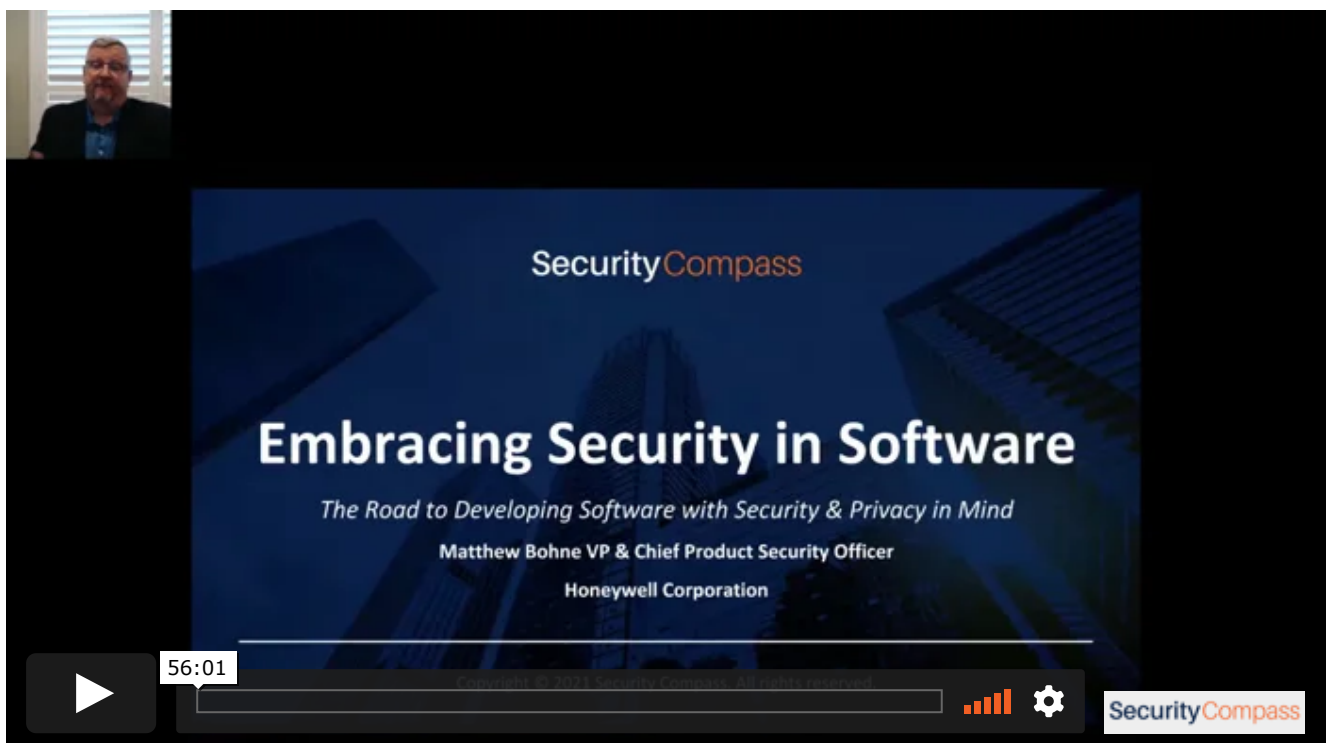 SecurityCompass
Embracing Security in Software
The Road to Developing Software with Security & Privacy in Mind
Matthew Bohne VP & Chief Product Security Officer
Honeywell Corporation
56:01
Copyright © 2021 Security Compass. All rights reserved.
SecurityCompass